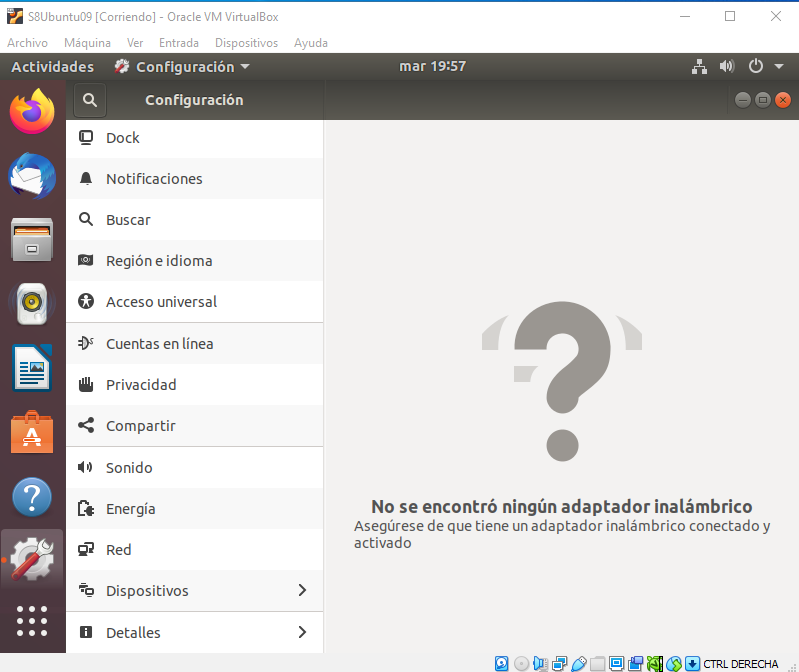 S8Ubuntu09 [Corriendo] - Oracle VM VirtualBox
Archivo Máquina Ver Entrada Dispositivos Ayuda
Actividades Configuración mar 19:57
Configuración
Dock
Notificaciones
Buscar
Región e idioma
Acceso universal
Cuentas en línea
Privacidad
Compartir
Sonido
Energía
Red
Dispositivos
Detalles
No se encontró ningún adaptador inalámbrico
Asegúrese de que tiene un adaptador inalámbrico conectado y
activado
CTRL DERECHA